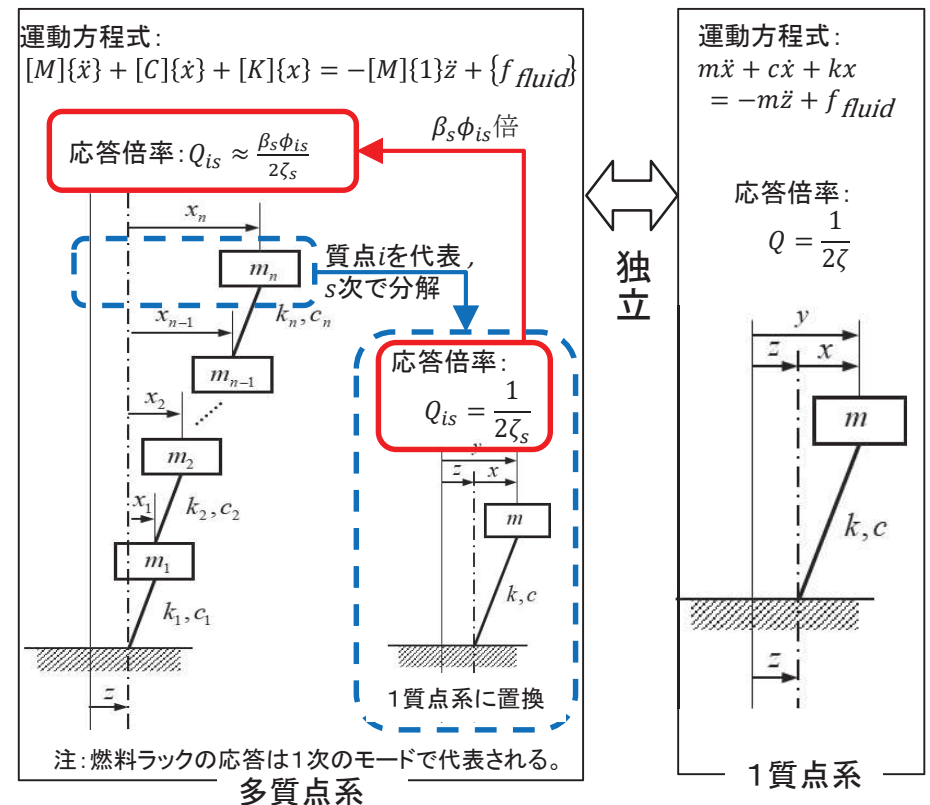 運動方程式：
[M]{ẍ} + [C]{ẋ} + [K]{x} = −[M]{1}z̈ + {f_fluid}
応答倍率：Q_is ≈ β_sφ_is / 2ζ_s
β_sφ_is倍
x_n
m_n
質点iを代表，
s次で分解
x_{n−1}
k_n, c_n
m_{n−1}
x_2
......
m_2
x_1
k_2, c_2
m_1
k_1, c_1
z
応答倍率：
Q_is = 1 / 2ζ_s
y
z
x
m
k, c
１質点系に置換
注：燃料ラックの応答は１次のモードで代表される。
多質点系
独立
運動方程式：
mẍ + cẋ + kx
= −mz̈ + f_fluid
応答倍率：
Q = 1 / 2ζ
y
z
x
m
k, c
z
１質点系